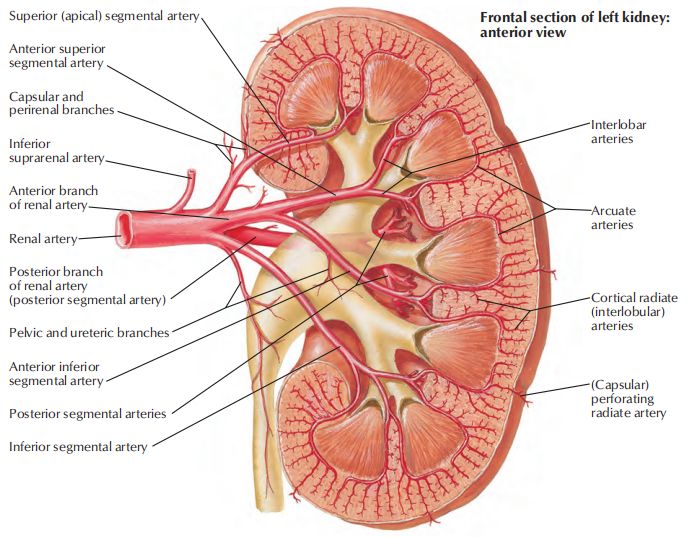 Frontal section of left kidney:
anterior view
Superior (apical) segmental artery
Anterior superior
segmental artery
Capsular and
perirenal branches
Inferior
suprarenal artery
Anterior branch
of renal artery
Renal artery
Posterior branch
of renal artery
(posterior segmental artery)
Pelvic and ureteric branches
Anterior inferior
segmental artery
Posterior segmental arteries
Inferior segmental artery
Interlobar
arteries
Arcuate
arteries
Cortical radiate
(interlobular)
arteries
(Capsular)
perforating
radiate artery